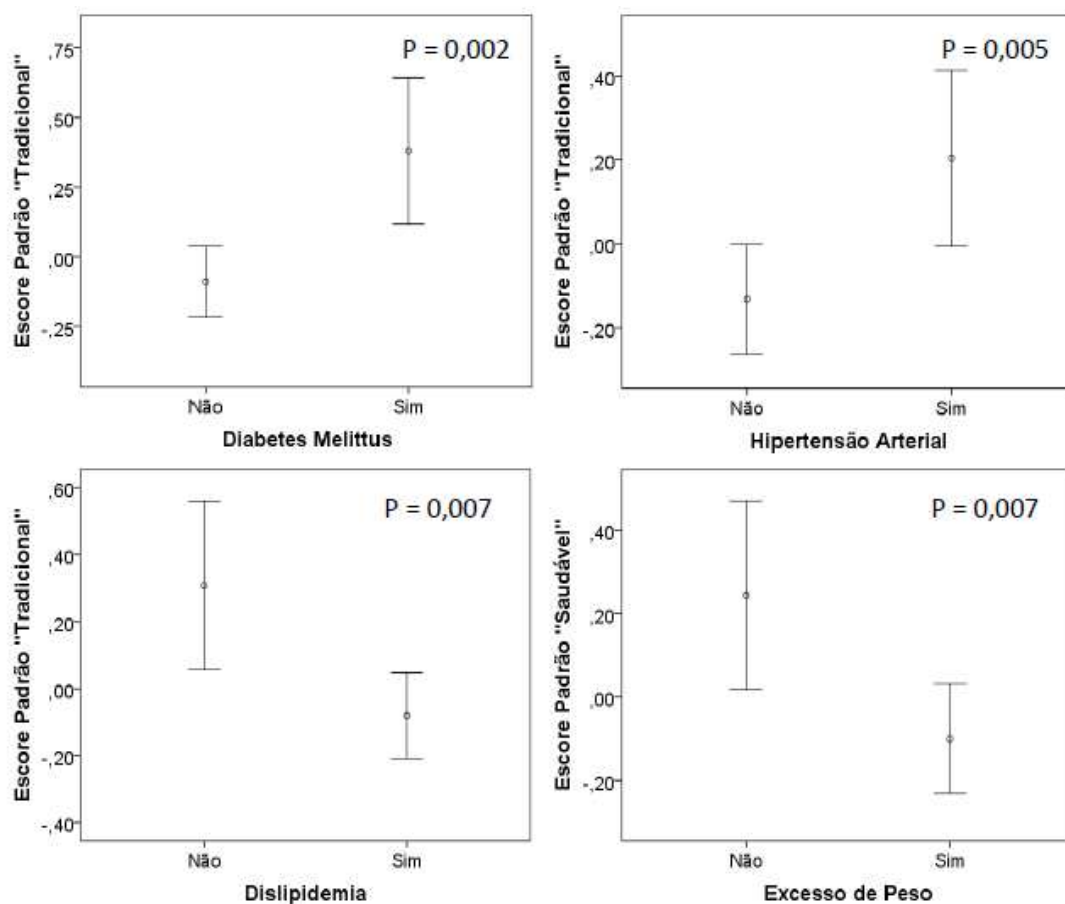 Escore Padrão "Tradicional"
,75
,50
,25
,00
-,25
P = 0,002
Não
Sim
Diabetes Melittus
Escore Padrão "Tradicional"
,40
,20
,00
-,20
P = 0,005
Não
Sim
Hipertensão Arterial
Escore Padrão "Tradicional"
,60
,40
,20
,00
-,20
-,40
P = 0,007
Não
Sim
Dislipidemia
Escore Padrão "Saudável"
,40
,20
,00
-,20
P = 0,007
Não
Sim
Excesso de Peso